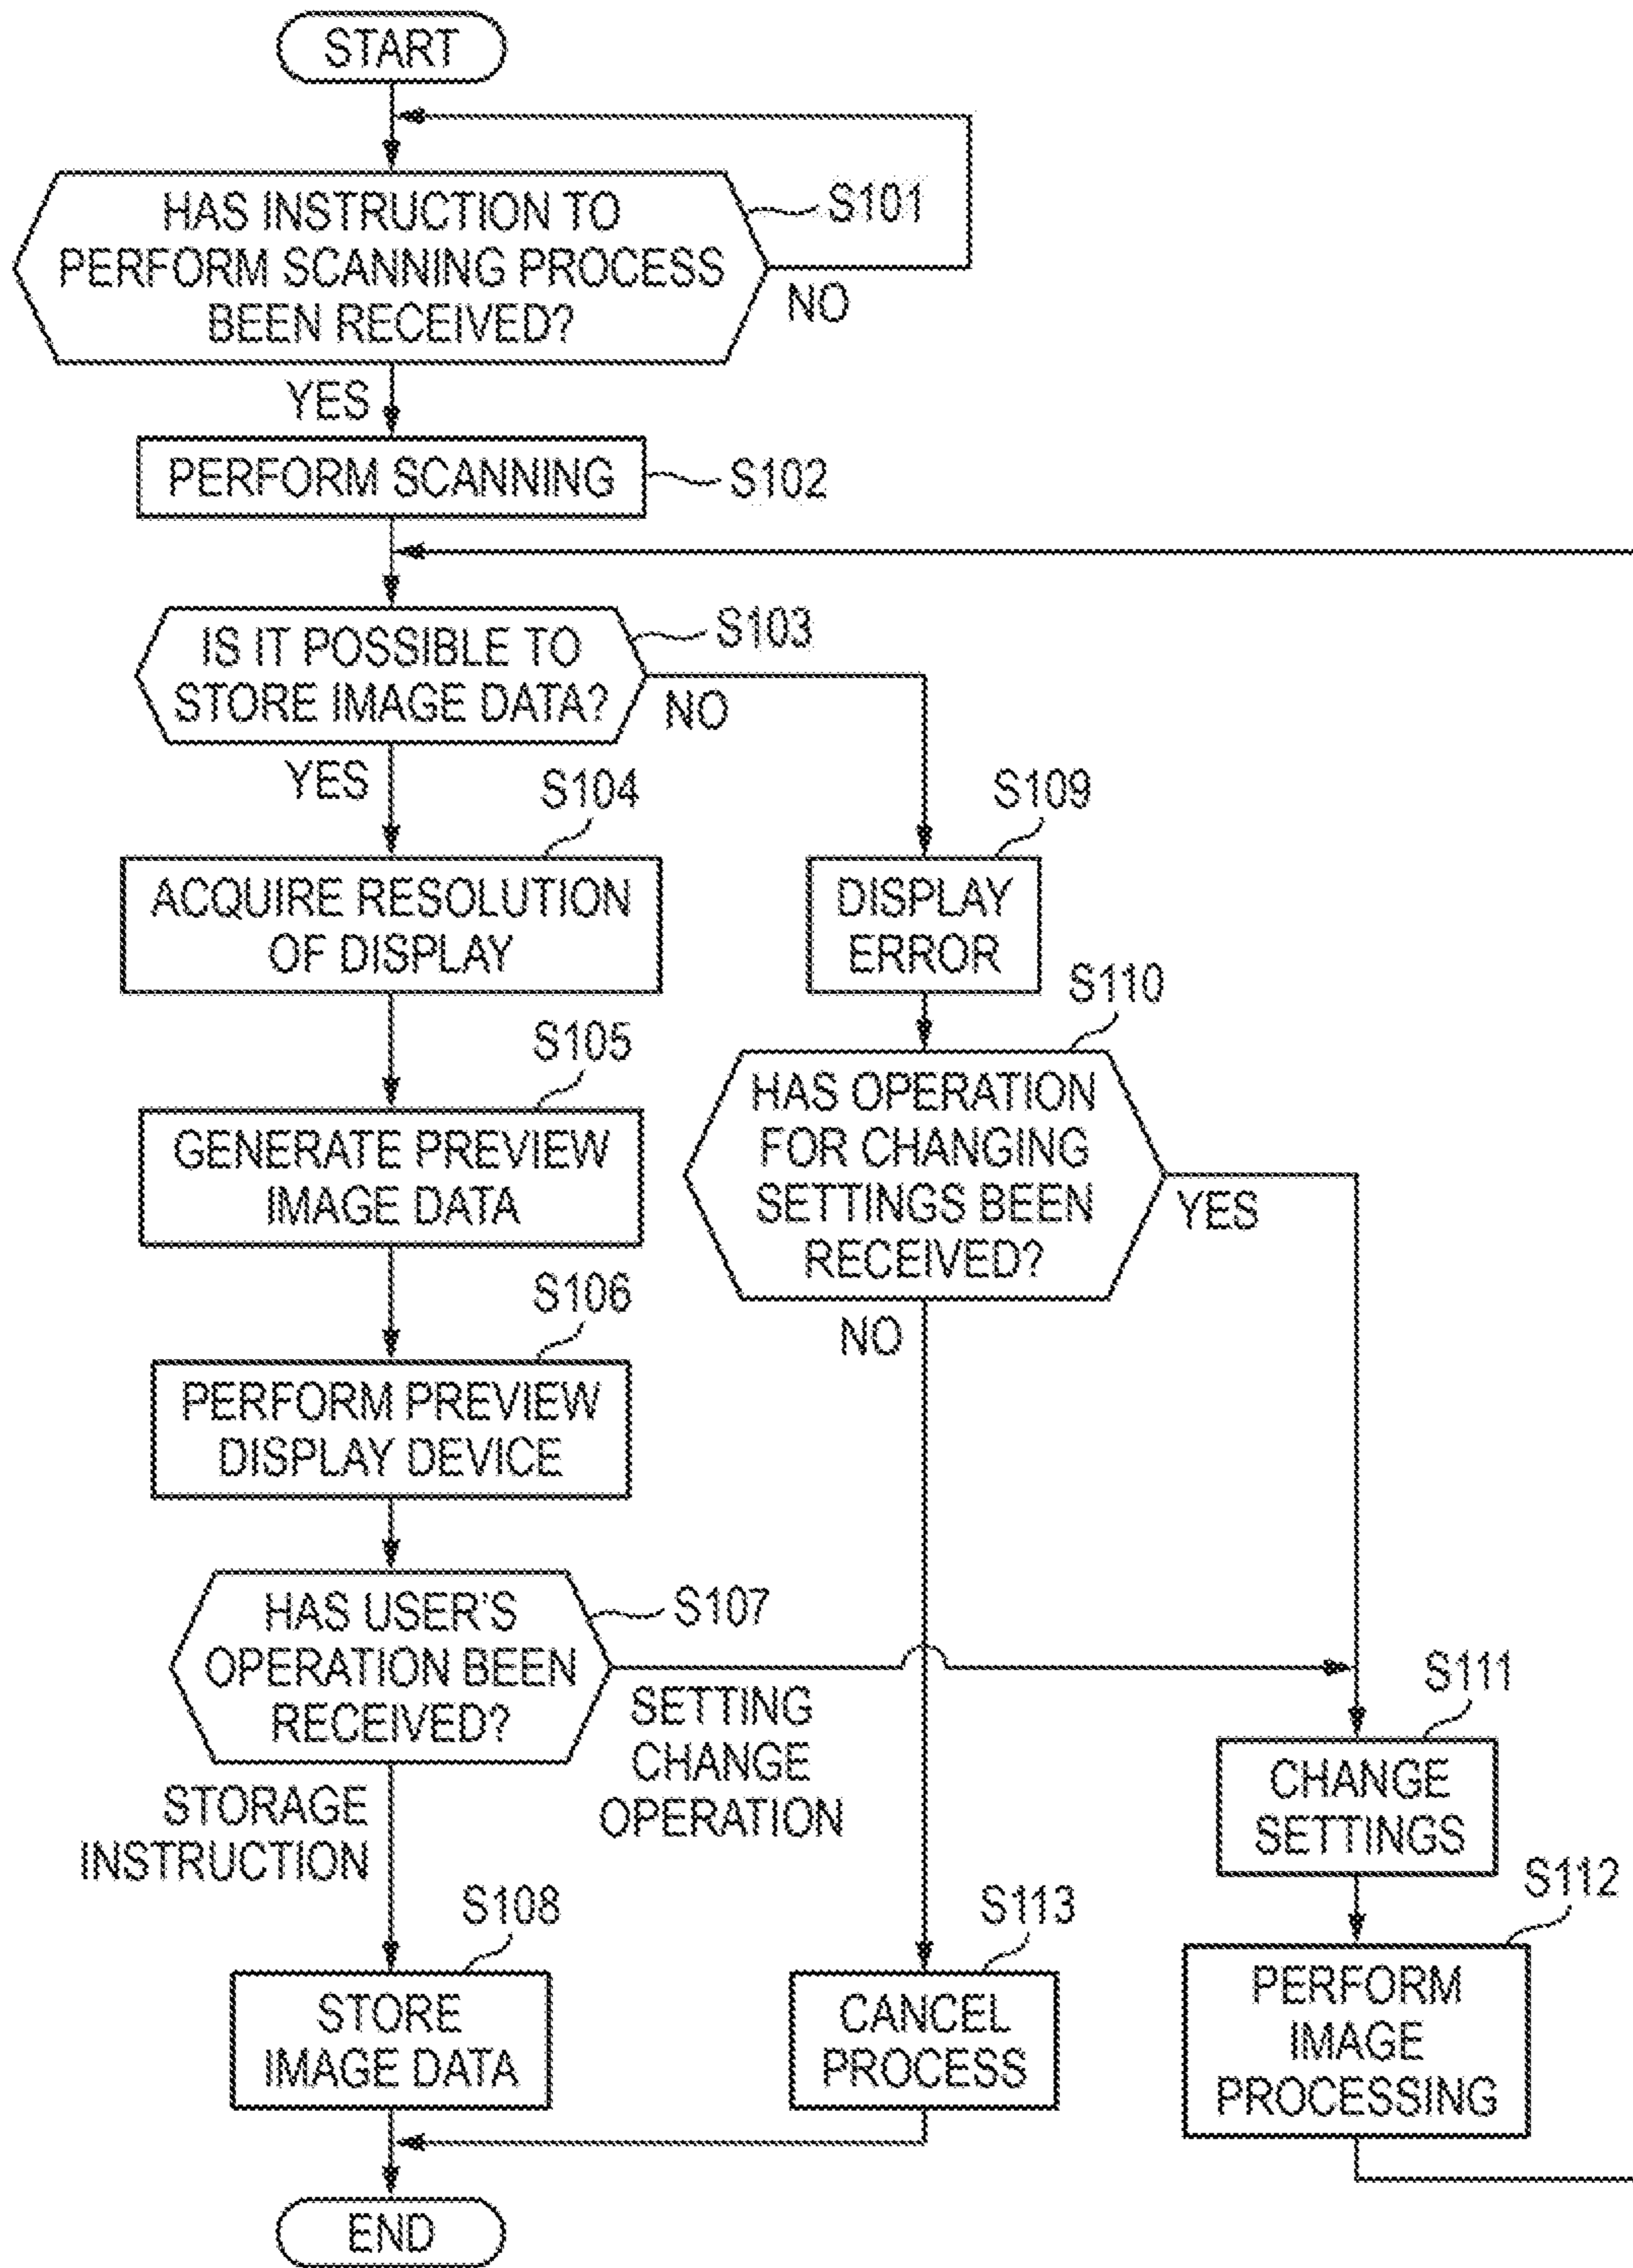 START
HAS INSTRUCTION TO
PERFORM SCANNING PROCESS
BEEN RECEIVED?
S101
NO
YES
PERFORM SCANNING
S102
IS IT POSSIBLE TO
STORE IMAGE DATA?
S103
NO
YES
S104
ACQUIRE RESOLUTION
OF DISPLAY
S109
DISPLAY
ERROR
S105
GENERATE PREVIEW
IMAGE DATA
S110
HAS OPERATION
FOR CHANGING
SETTINGS BEEN
RECEIVED?
YES
NO
S106
PERFORM PREVIEW
DISPLAY DEVICE
HAS USER'S
OPERATION BEEN
RECEIVED?
S107
SETTING
CHANGE
OPERATION
STORAGE
INSTRUCTION
S111
CHANGE
SETTINGS
S108
STORE
IMAGE DATA
S113
CANCEL
PROCESS
S112
PERFORM
IMAGE
PROCESSING
END